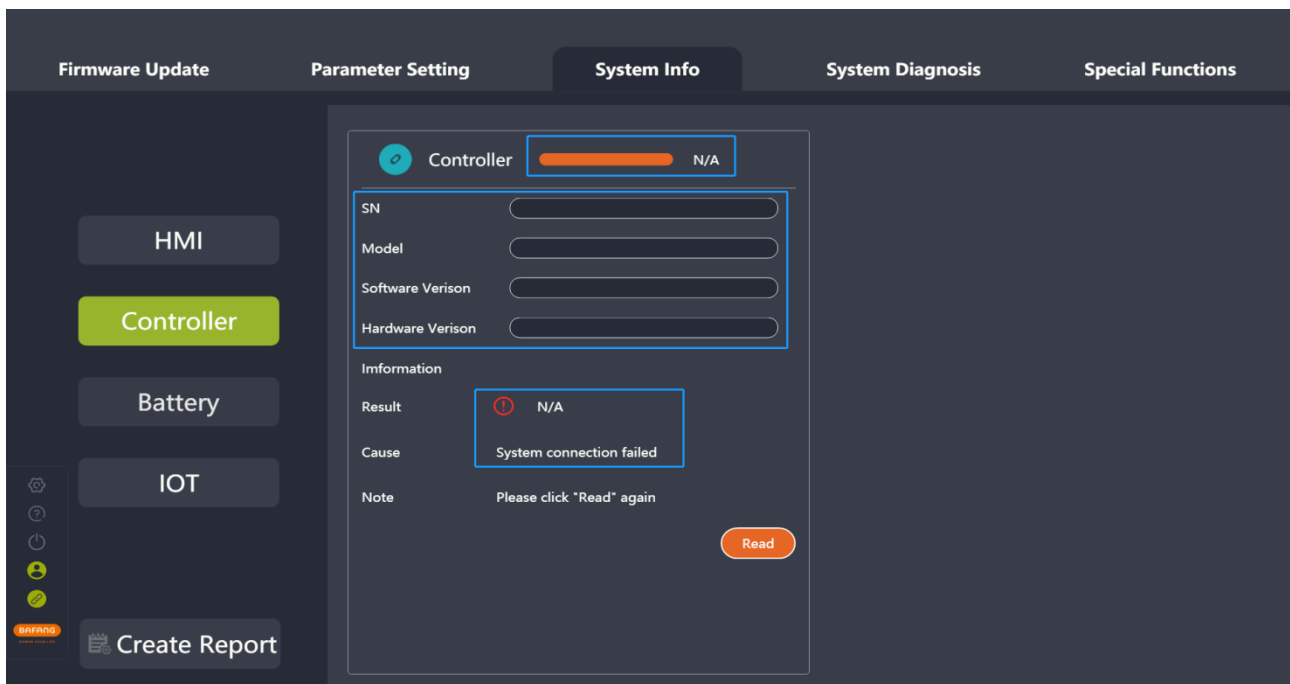 Firmware Update
Parameter Setting
System Info
System Diagnosis
Special Functions
HMI
Controller
Battery
IOT
Create Report
BAFANG
Controller
N/A
SN
Model
Software Verison
Hardware Verison
Imformation
Result N/A
Cause System connection failed
Note Please click "Read" again
Read